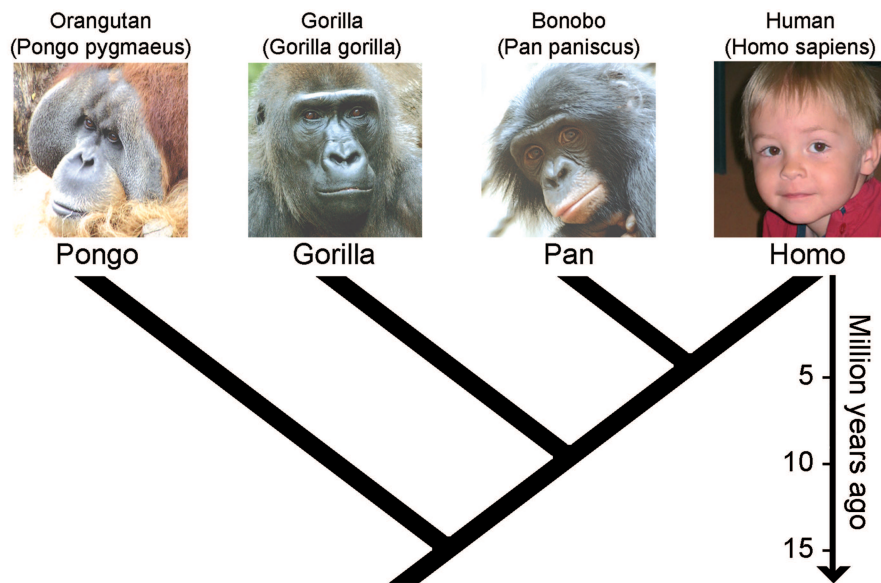 Orangutan
(Pongo pygmaeus)
Gorilla
(Gorilla gorilla)
Bonobo
(Pan paniscus)
Human
(Homo sapiens)
Pongo
Gorilla
Pan
Homo
5
10
15
Million years ago